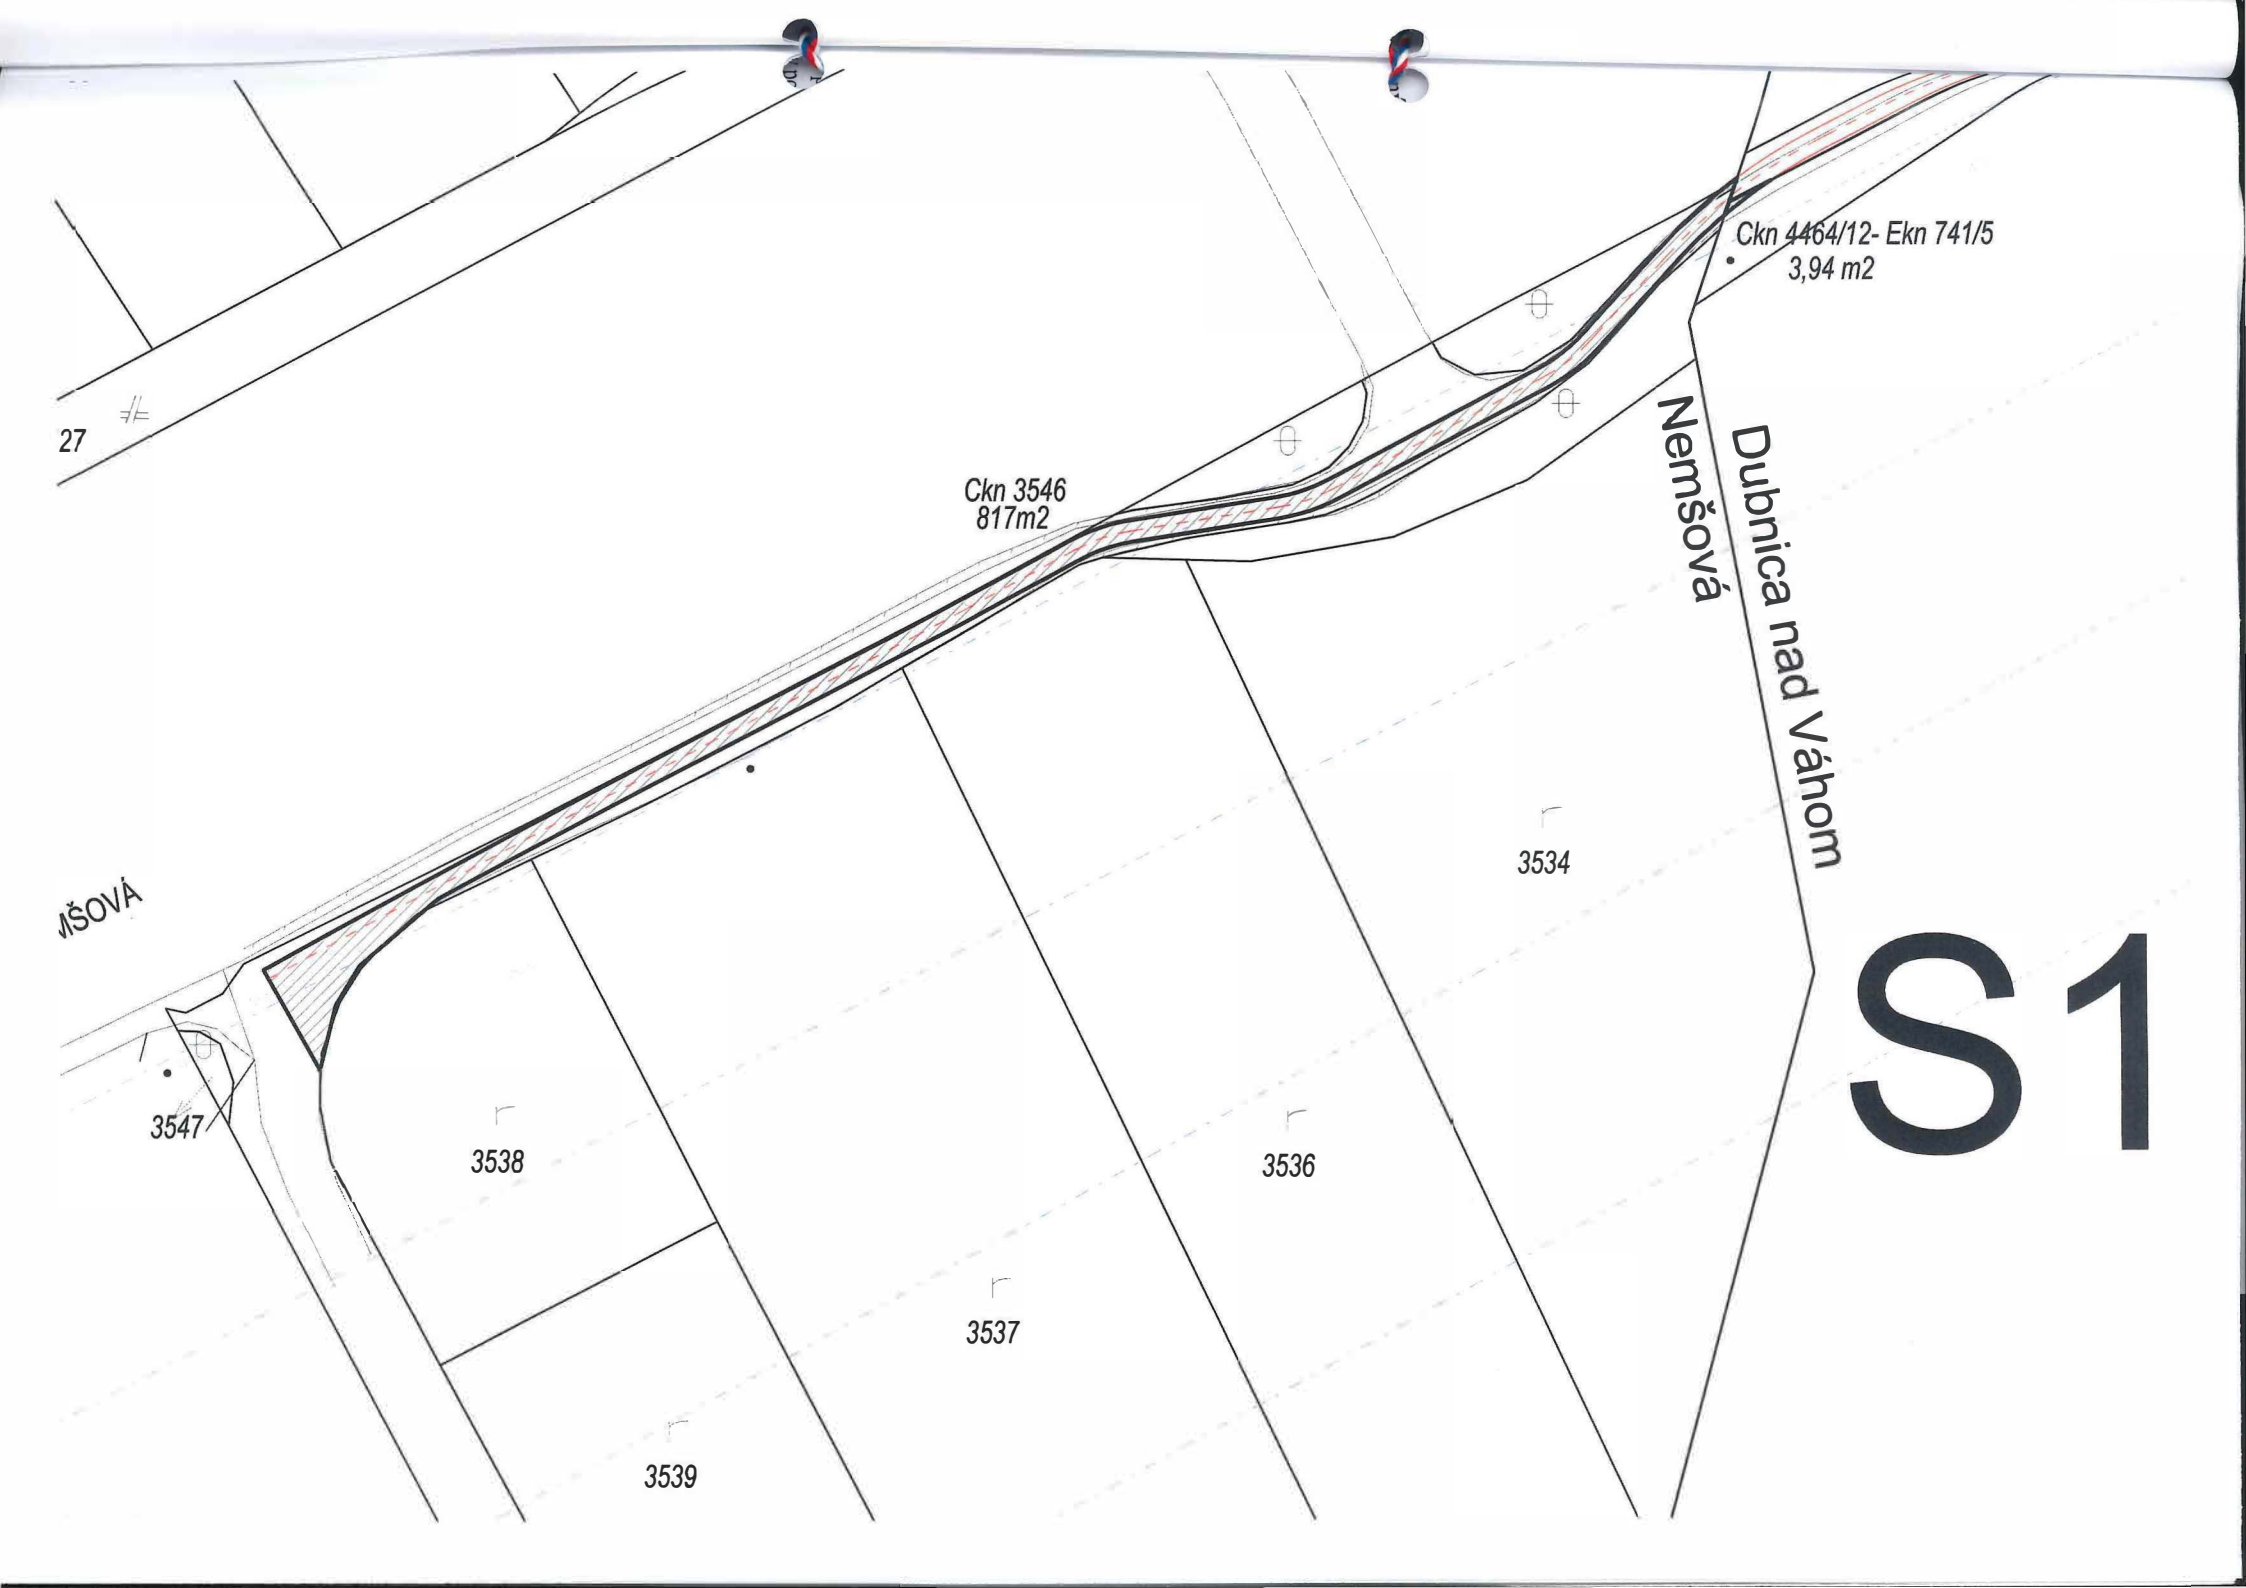 Ckn 4464/12- Ekn 741/5
3,94 m2
27
Ckn 3546
817m2
Nemšová
Dubnica nad Váhom
MŠOVÁ
3534
S1
3547
3538
3536
3537
3539